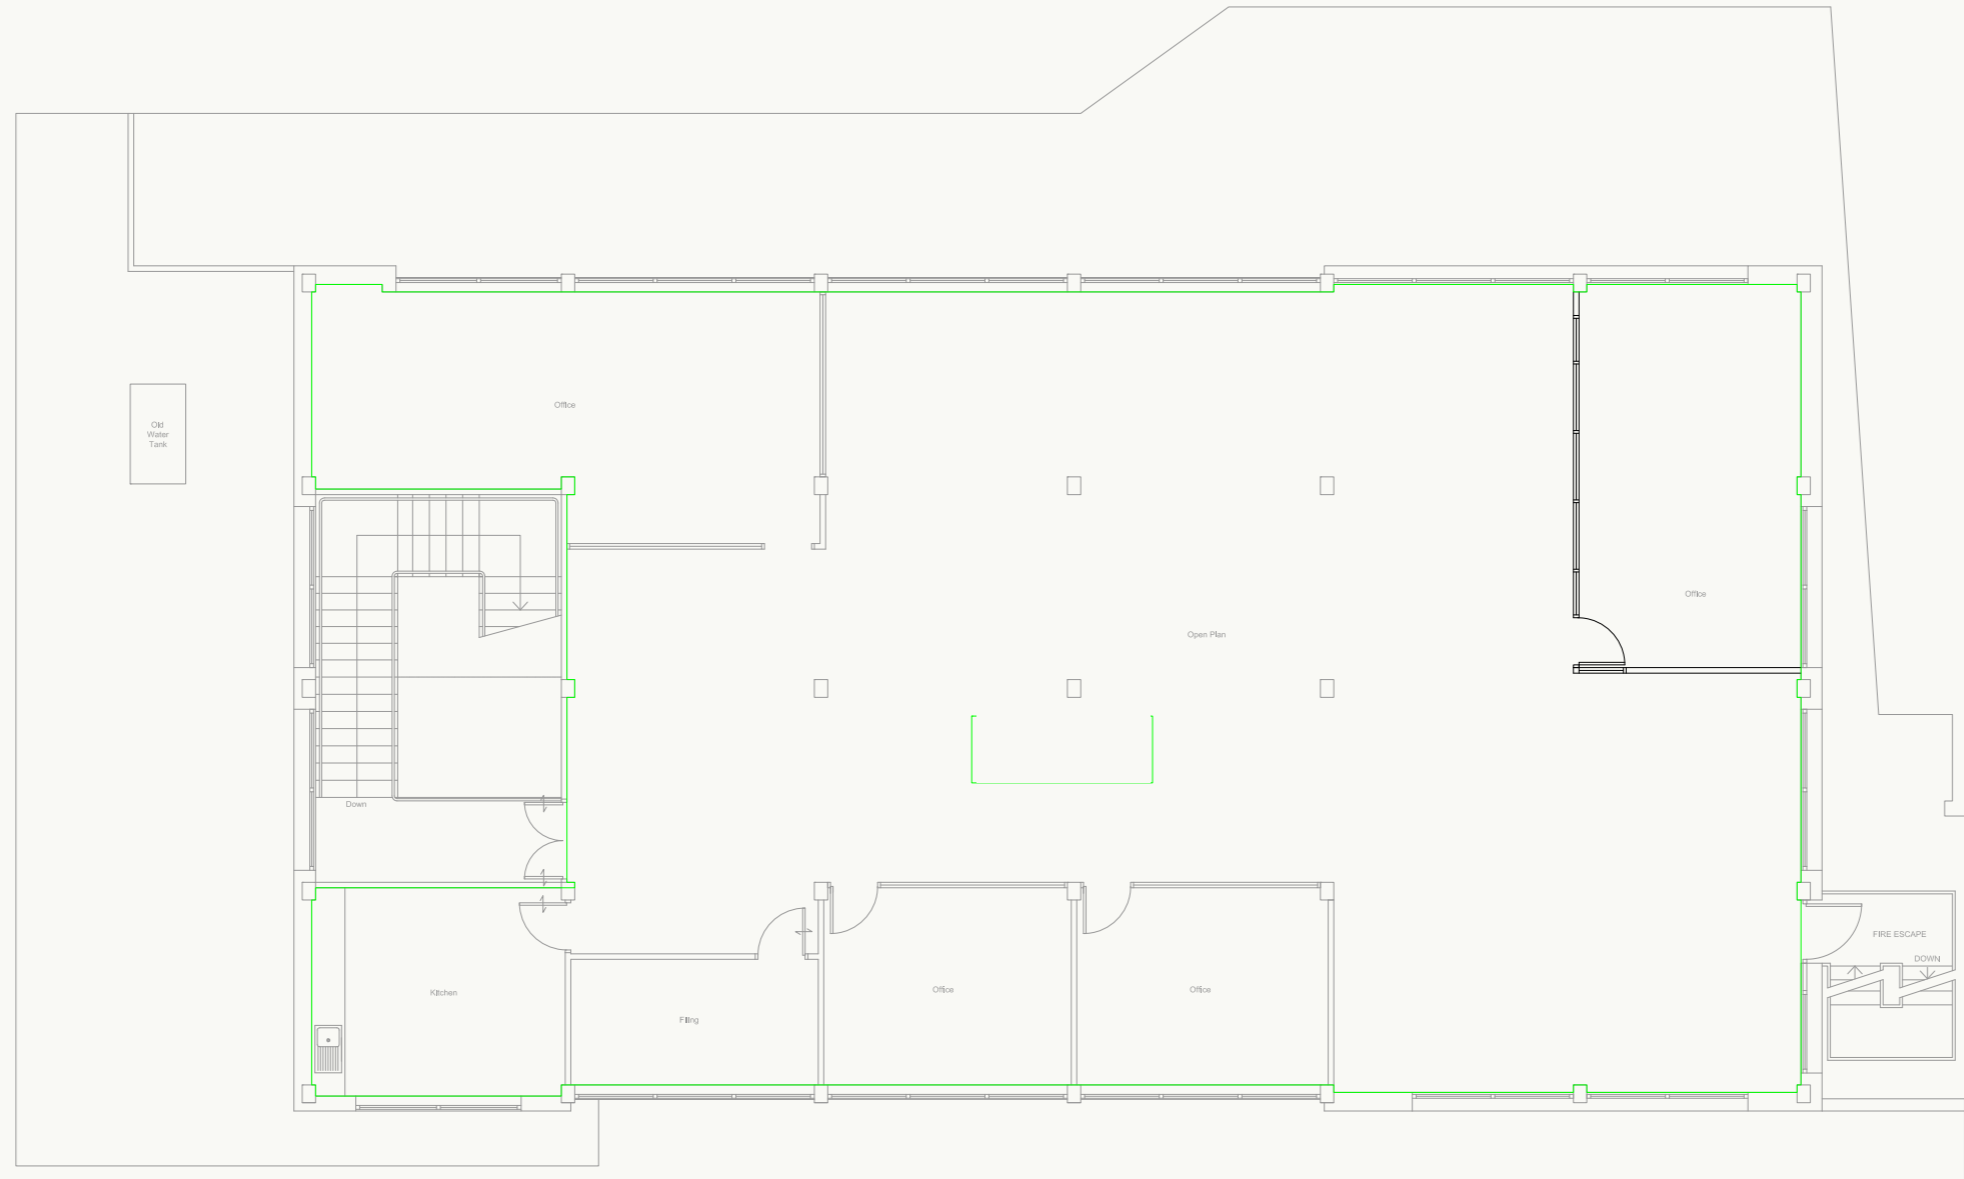 Office
Old
Water
Tank
Office
Open Plan
Down
FIRE ESCAPE
DOWN
Kitchen
Office
Office
Filing